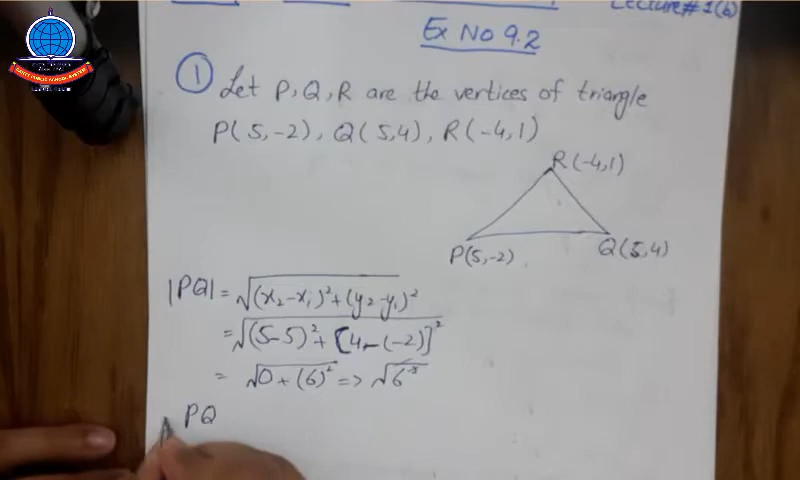 Lecture # 1(b)
Ex No 9.2
① Let P, Q, R are the vertices of triangle
P(5,-2), Q(5,4), R(-4,1)
R(-4,1)
P(5,-2)
Q(5,4)
|PQ| = √(x₂-x₁)²+(y₂-y₁)²
= √(5-5)²+[4-(-2)]²
= √0+(6)² => √6²
PQ